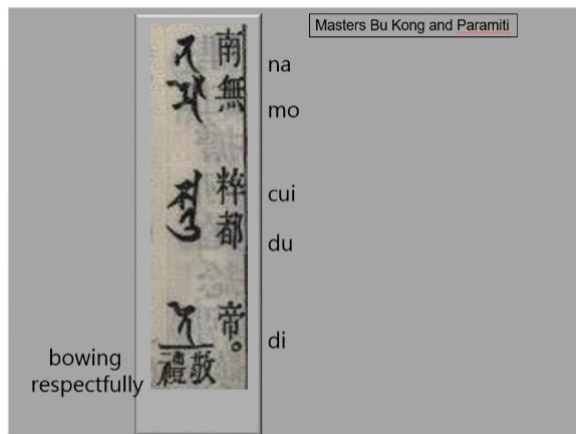 Masters Bu Kong and Paramiti
南無 粹都 帝。
敬禮
na
mo
cui
du
di
bowing
respectfully